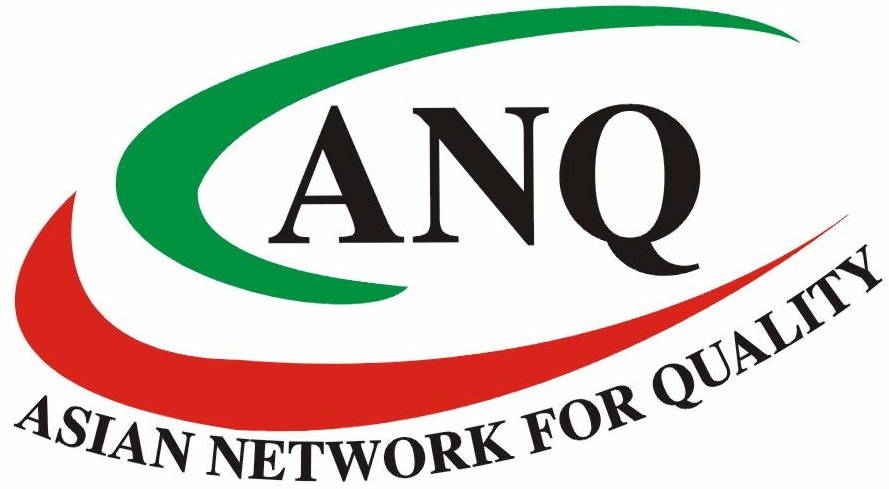 ANQ
ASIAN NETWORK FOR QUALITY